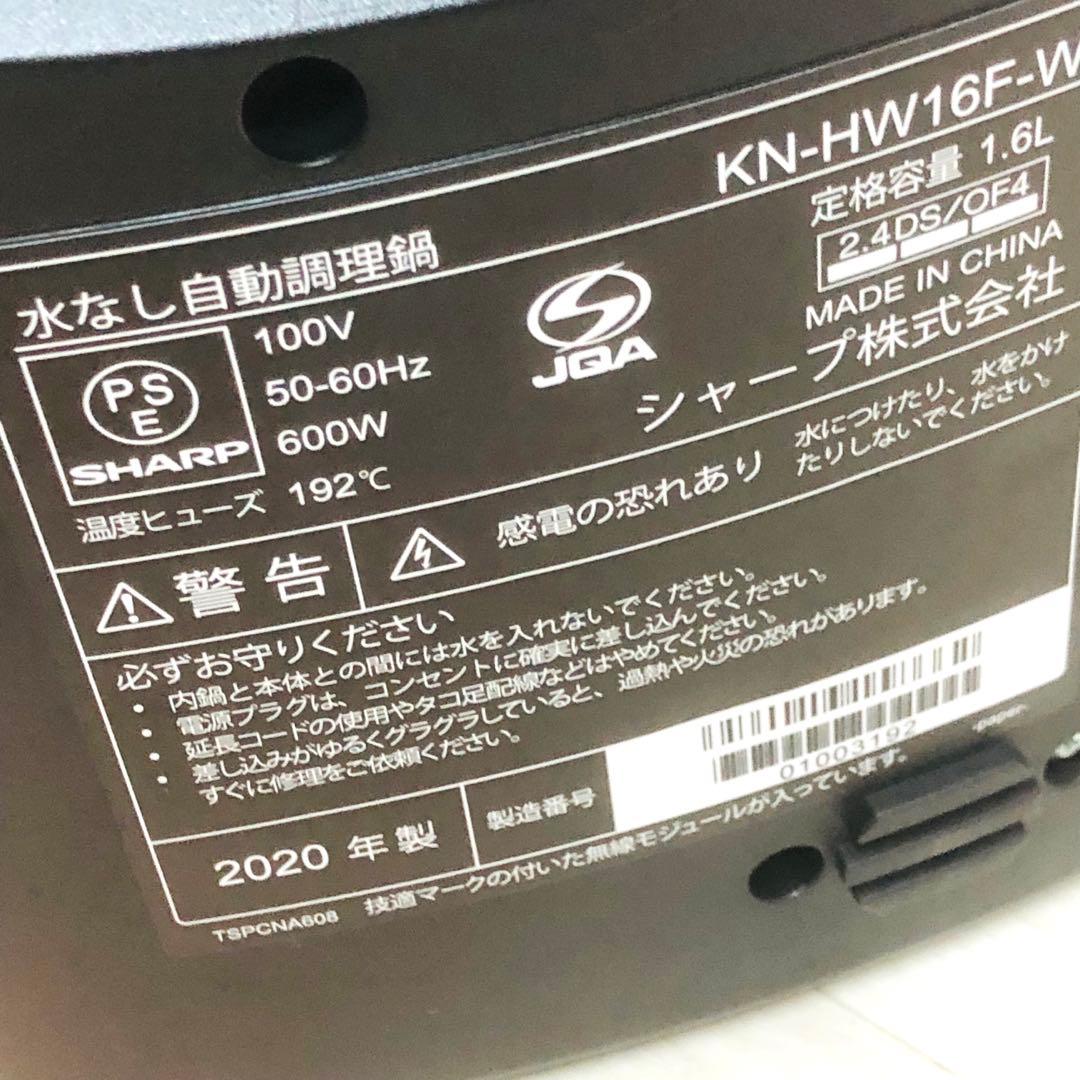 KN-HW16F-W
定格容量 1.6L
2.4DS/OF4
MADE IN CHINA
シャープ株式会社
水なし自動調理鍋
PSE
SHARP
100V
50-60Hz
600W
温度ヒューズ 192℃
JQA
警告
感電の恐れあり
水につけたり、水をかけ
たりしないでください。
必ずお守りください
・内鍋と本体との間には水を入れないでください。
・電源プラグは、コンセントに確実に差し込んでください。
・延長コードの使用やタコ足配線などはやめてください。
・差し込みがゆるくグラグラしていると、過熱や火災の恐れがあります。
すぐに修理をご依頼ください。
2020 年製
製造番号
01003192
-paper-
TSPCNA608
技適マークの付いた無線モジュールが入っています。